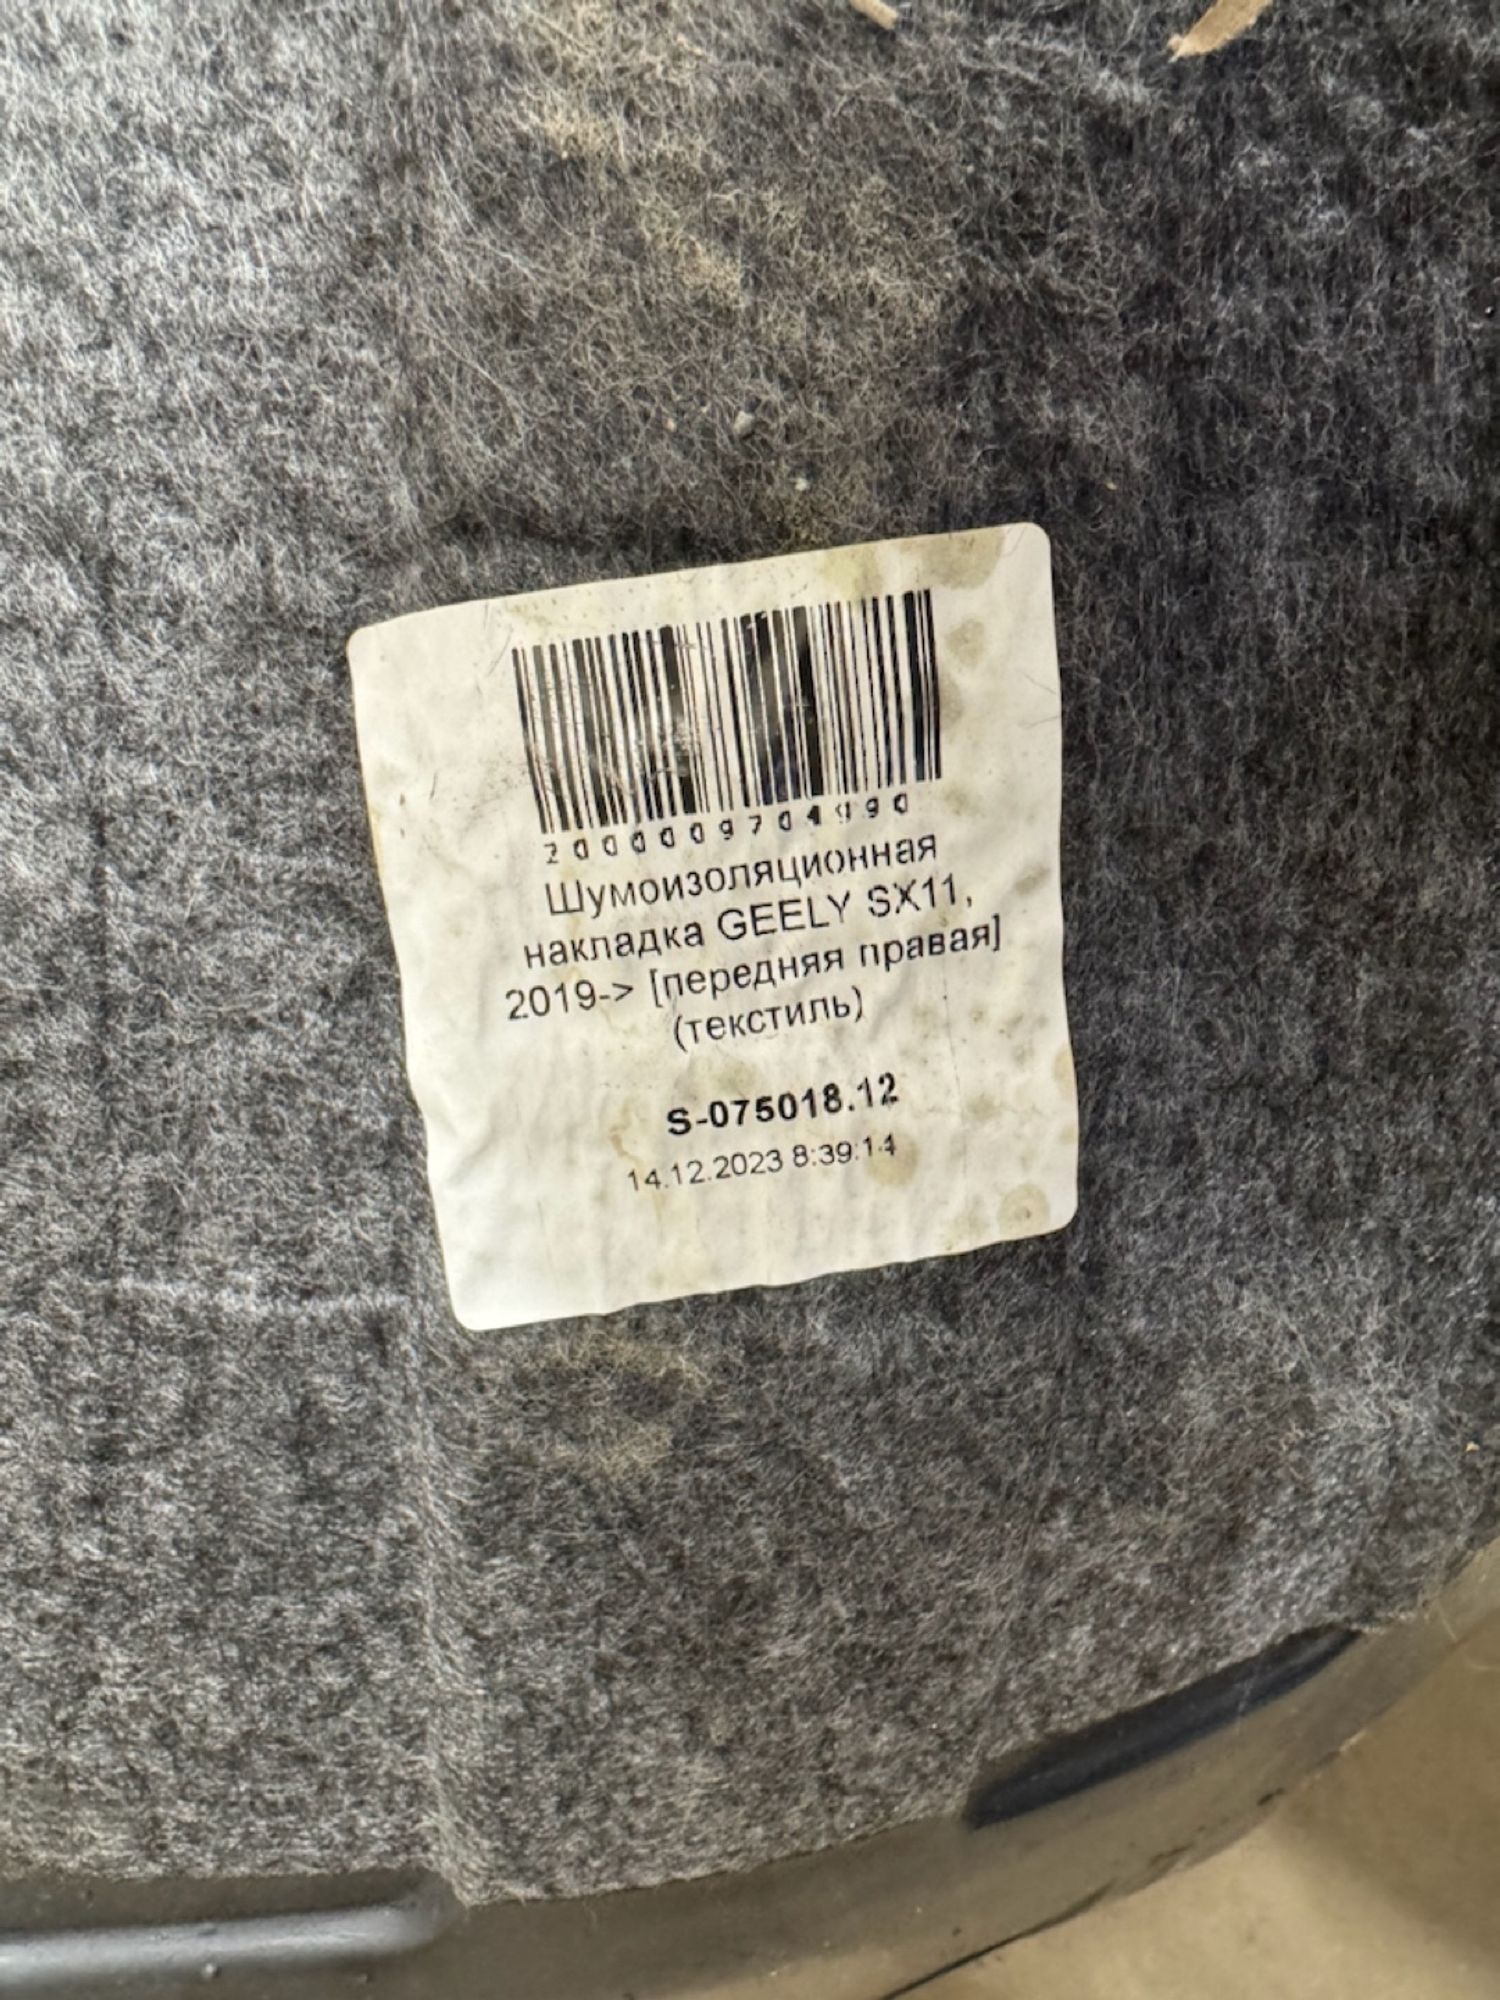 2000009704990
Шумоизоляционная
накладка GEELY SX11,
2019-> [передняя правая]
(текстиль)
S-075018.12
14.12.2023 8:39:14